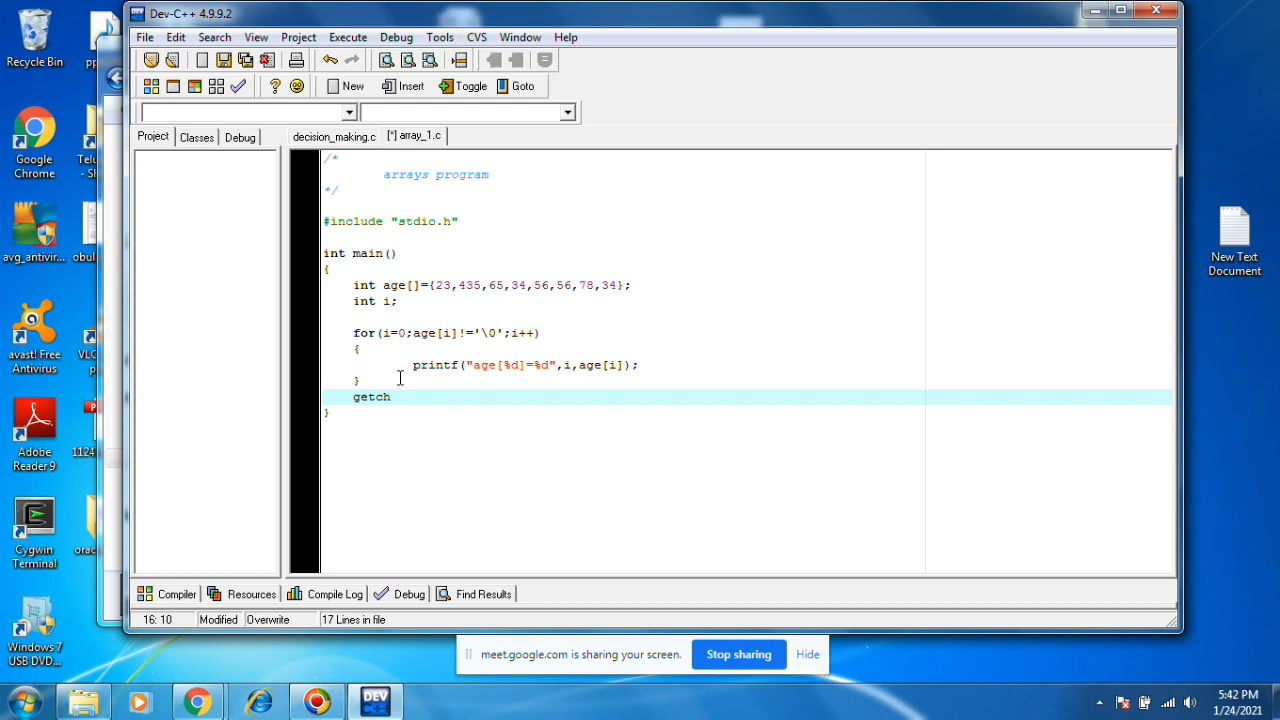 Dev-C++ 4.9.9.2
File Edit Search View Project Execute Debug Tools CVS Window Help
New Insert Toggle Goto
Project Classes Debug
decision_making.c [*] array_1.c
/*
arrays program
*/
#include "stdio.h"
int main()
{
int age[]={23,435,65,34,56,56,78,34};
int i;
for(i=0;age[i]!='\0';i++)
{
printf("age[%d]=%d",i,age[i]);
}
getch
}
Compiler Resources Compile Log Debug Find Results
16: 10 Modified Overwrite 17 Lines in file
meet.google.com is sharing your screen. Stop sharing Hide
Recycle Bin
Google
Chrome
avg_antivir...
avast! Free
Antivirus
Adobe
Reader 9
Cygwin
Terminal
Windows 7
USB DVD...
New Text
Document
DEV
5:42 PM
1/24/2021